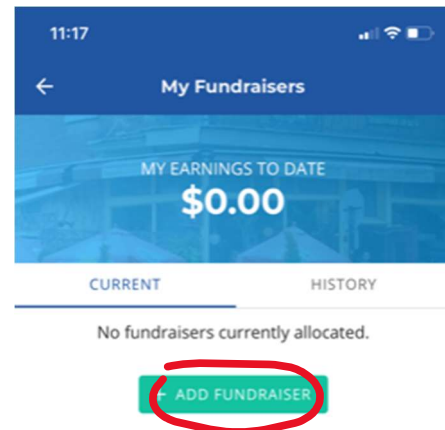 11:17
My Fundraisers
MY EARNINGS TO DATE
$0.00
CURRENT HISTORY
No fundraisers currently allocated.
+ ADD FUNDRAISER